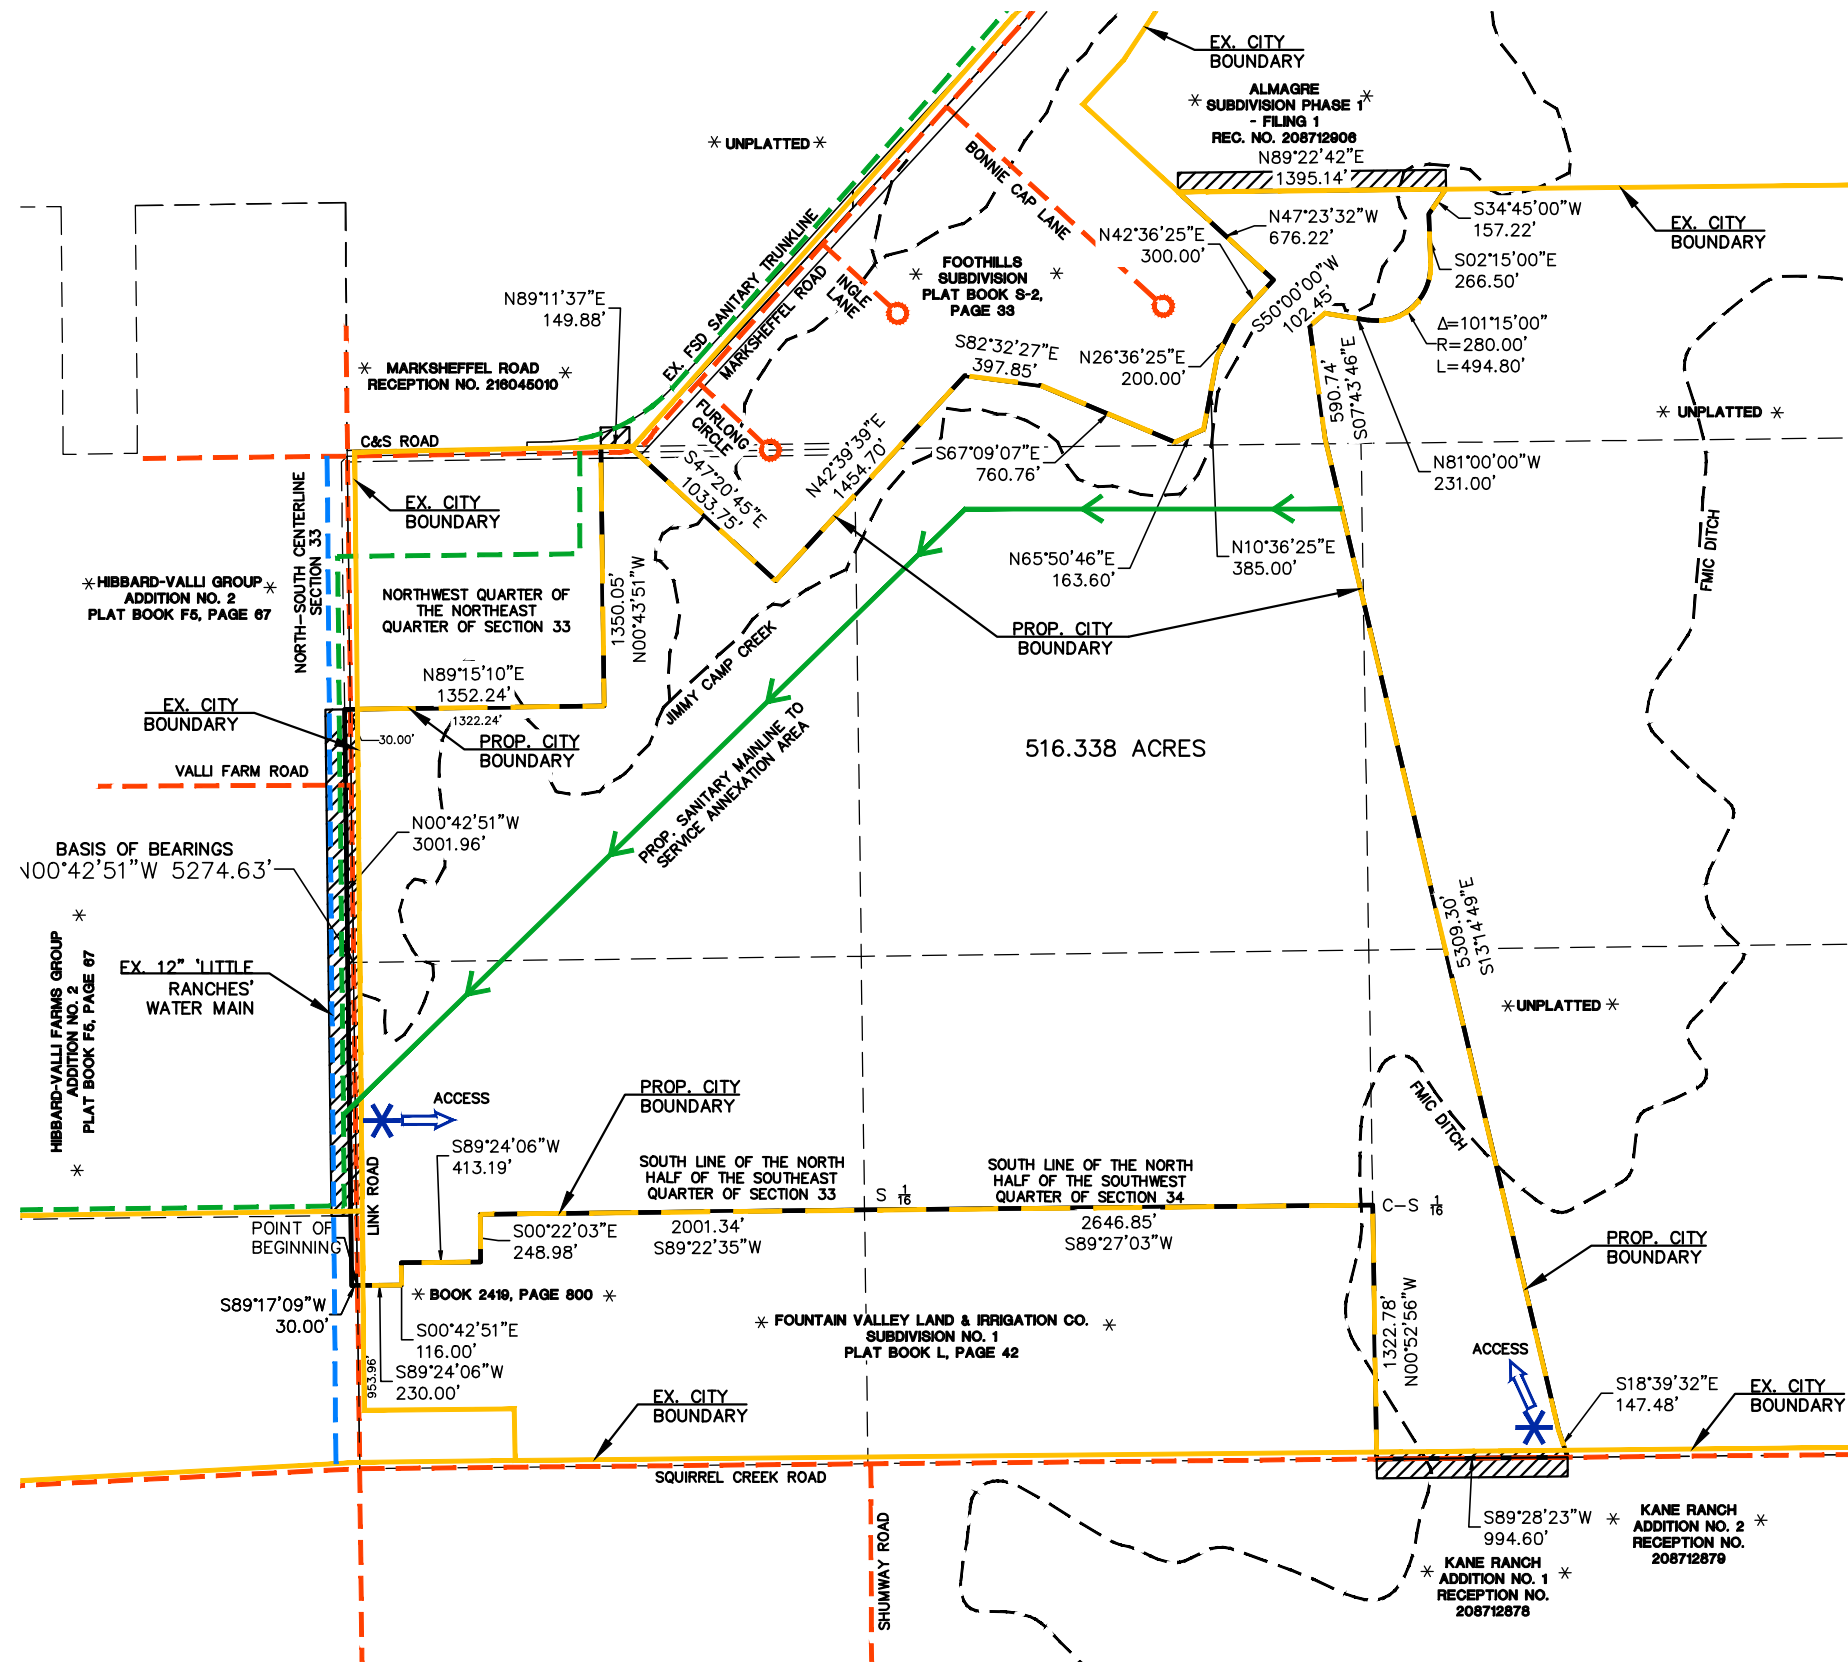 EX. CITY
BOUNDARY
ALMAGRE
* SUBDIVISION PHASE 1 *
- FILING 1
REC. NO. 208712906
N89°22'42"E
1395.14'
* UNPLATTED *
BONNIE CAP LANE
S34°45'00"W
157.22'
EX. CITY
BOUNDARY
N47°23'32"W
676.22'
N42°36'25"E
300.00'
S02°15'00"E
266.50'
EX. FSD SANITARY TRUNKLINE
MARKSHEFFEL ROAD
INGLE
LANE
* FOOTHILLS *
SUBDIVISION
PLAT BOOK S-2,
PAGE 33
S50°00'00"W
102.45'
N89°11'37"E
149.88'
Δ=101°15'00"
R=280.00'
L=494.80'
S82°32'27"E
397.85'
N26°36'25"E
200.00'
590.74'
S07°43'46"E
* MARKSHEFFEL ROAD *
RECEPTION NO. 216045010
* UNPLATTED *
C&S ROAD
FURLONG
CIRCLE
N42°39'39"E
1454.70'
S67°09'07"E
760.76'
N81°00'00"W
231.00'
S47°20'45"E
1033.75'
EX. CITY
BOUNDARY
NORTH-SOUTH CENTERLINE
SECTION 33
FMIC DITCH
N65°50'46"E
163.60'
N10°36'25"E
385.00'
* HIBBARD-VALLI GROUP *
ADDITION NO. 2
PLAT BOOK F5, PAGE 67
NORTHWEST QUARTER OF
THE NORTHEAST
QUARTER OF SECTION 33
1350.05'
N00°43'51"W
PROP. CITY
BOUNDARY
JIMMY CAMP CREEK
N89°15'10"E
1352.24'
1322.24'
30.00'
EX. CITY
BOUNDARY
PROP. CITY
BOUNDARY
516.338 ACRES
VALLI FARM ROAD
PROP. SANITARY MAINLINE TO
SERVICE ANNEXATION AREA
N00°42'51"W
3001.96'
BASIS OF BEARINGS
N00°42'51"W 5274.63'
5309.30'
S13°14'49"E
HIBBARD-VALLI FARMS GROUP
* ADDITION NO. 2 *
PLAT BOOK F5, PAGE 67
EX. 12" 'LITTLE
RANCHES'
WATER MAIN
* UNPLATTED *
ACCESS
PROP. CITY
BOUNDARY
FMIC DITCH
S89°24'06"W
413.19'
SOUTH LINE OF THE NORTH
HALF OF THE SOUTHEAST
QUARTER OF SECTION 33
SOUTH LINE OF THE NORTH
HALF OF THE SOUTHWEST
QUARTER OF SECTION 34
S 1/16
C-S 1/16
LINK ROAD
POINT OF
BEGINNING
S00°22'03"E
248.98'
2001.34'
S89°22'35"W
2646.85'
S89°27'03"W
PROP. CITY
BOUNDARY
S89°17'09"W
30.00'
* BOOK 2419, PAGE 800 *
S00°42'51"E
116.00'
* FOUNTAIN VALLEY LAND & IRRIGATION CO. *
SUBDIVISION NO. 1
PLAT BOOK L, PAGE 42
1322.78'
N00°52'56"W
953.96'
S89°24'06"W
230.00'
ACCESS
S18°39'32"E
147.48'
EX. CITY
BOUNDARY
EX. CITY
BOUNDARY
SQUIRREL CREEK ROAD
SHUMWAY ROAD
S89°28'23"W
994.60'
* KANE RANCH *
ADDITION NO. 2
RECEPTION NO.
208712879
* KANE RANCH *
ADDITION NO. 1
RECEPTION NO.
208712878